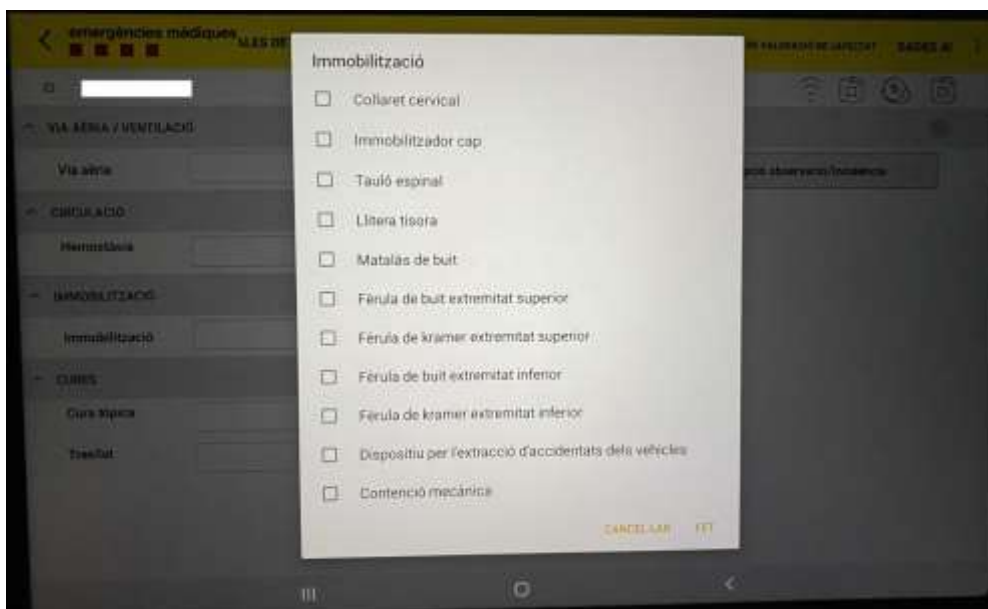 emergències mèdiques
Immobilització
Collaret cervical
VIA AÈRIA / VENTILACIÓ
Immobilitzador cap
Via aèria
Tauló espinal
CIRCULACIÓ
Llitera tisora
Hemostàsia
Matalàs de buit
IMMOBILITZACIÓ
Fèrula de buit extremitat superior
Immobilització
Fèrula de kramer extremitat superior
CURES
Fèrula de buit extremitat inferior
Cura tòpica
Fèrula de kramer extremitat inferior
Trasllat
Dispositiu per l'extracció d'accidentats dels vehicles
Contenció mecànica
CANCEL·LAR FET